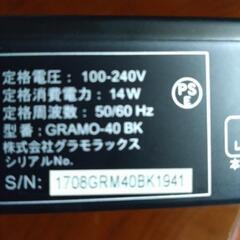 定格電圧：100-240V
定格消費電力：14W
定格周波数：50/60 Hz
型番：GRAMO-40 BK
株式会社グラモラックス
シリアルNo.
S/N: 1708GRM40BK1941
PS
E
本